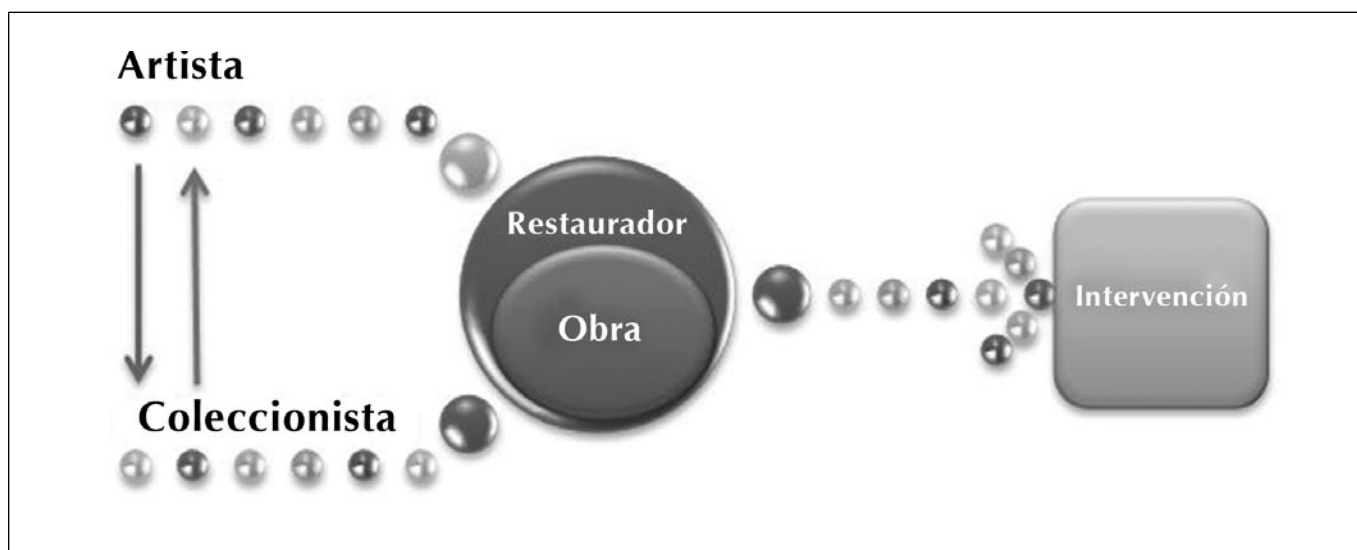 Artista
Restaurador
Obra
Intervención
Coleccionista